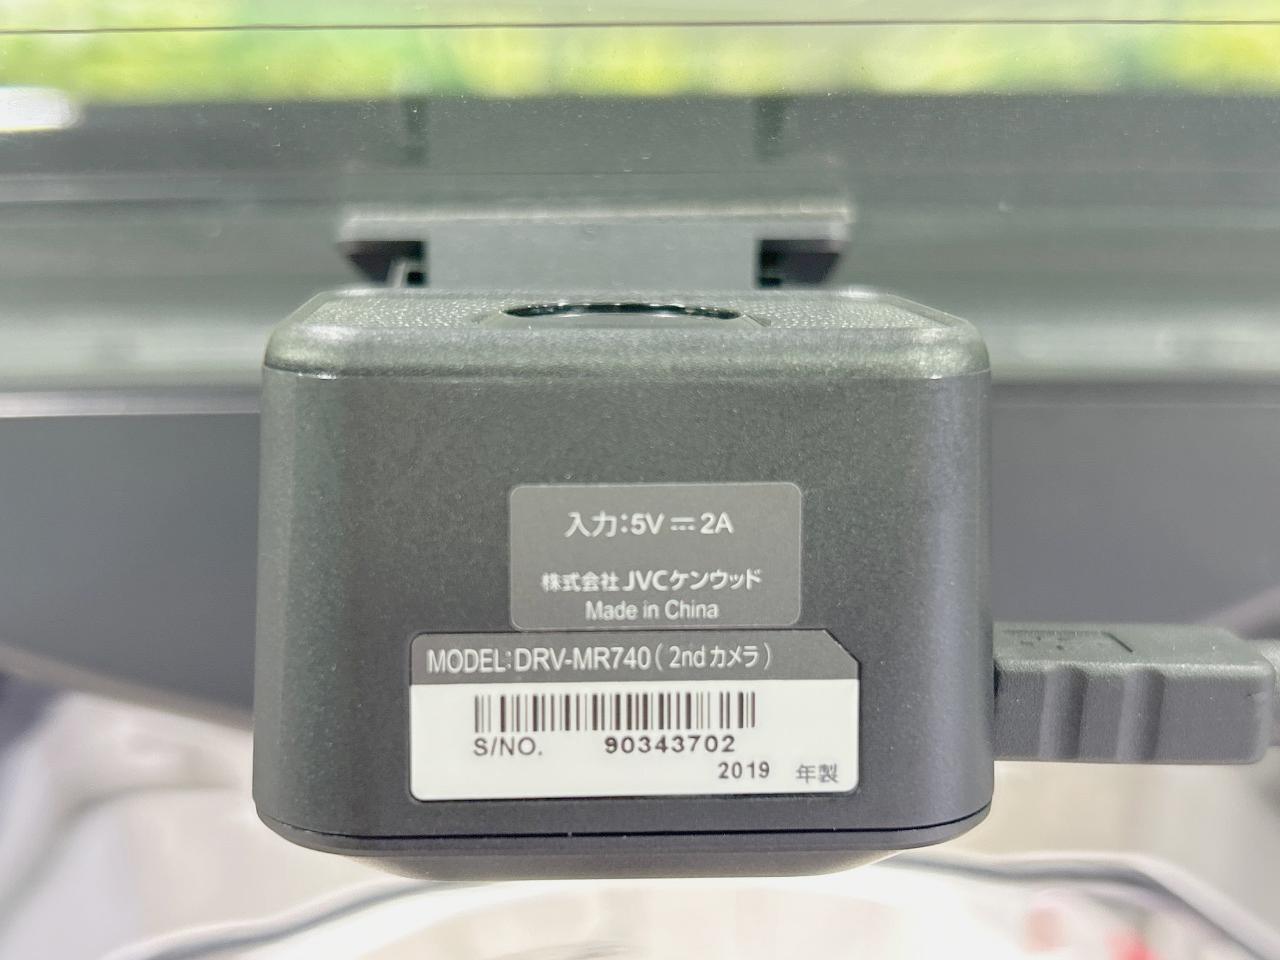 入力:5V ⎓ 2A
株式会社 JVCケンウッド
Made in China
MODEL:DRV-MR740(2ndカメラ)
S/NO. 90343702
2019 年製